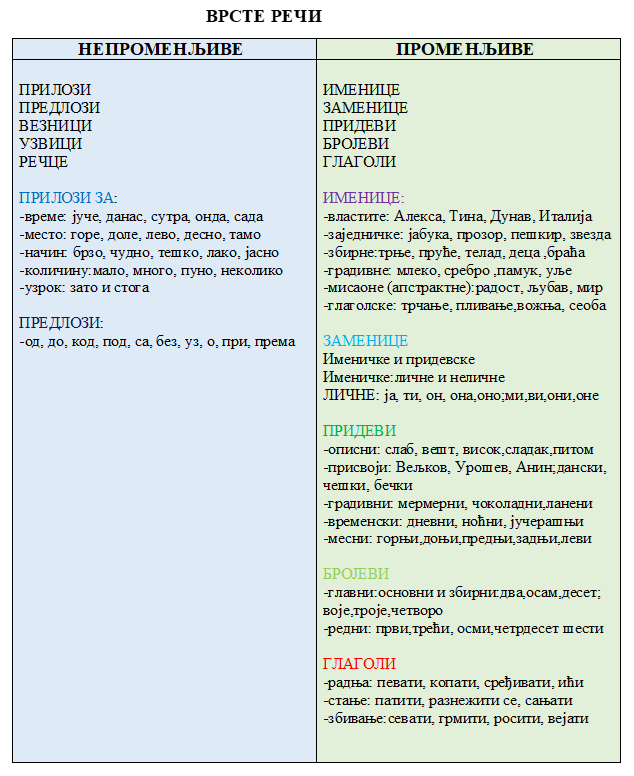 ВРСТЕ РЕЧИ
НЕПРОМЕНЉИВЕ
ПРИЛОЗИ
ПРЕДЛОЗИ
ВЕЗНИЦИ
УЗВИЦИ
РЕЧЦЕ
ПРИЛОЗИ ЗА:
-време: јуче, данас, сутра, онда, сада
-место: горе, доле, лево, десно, тамо
-начин: брзо, чудно, тешко, лако, јасно
-количину:мало, много, пуно, неколико
-узрок: зато и стога
ПРЕДЛОЗИ:
-од, до, код, под, са, без, уз, о, при, према
ПРОМЕНЉИВЕ
ИМЕНИЦЕ
ЗАМЕНИЦЕ
ПРИДЕВИ
БРОЈЕВИ
ГЛАГОЛИ
ИМЕНИЦЕ:
-властите: Алекса, Тина, Дунав, Италија
-заједничке: јабука, прозор, пешкир, звезда
-збирне:трње, пруће, телад, деца ,браћа
-градивне: млеко, сребро ,памук, уље
-мисаоне (апстрактне):радост, љубав, мир
-глаголске: трчање, пливање,вожња, сеоба
ЗАМЕНИЦЕ
Именичке и придевске
Именичке:личне и неличне
ЛИЧНЕ: ја, ти, он, она,оно;ми,ви,они,оне
ПРИДЕВИ
-описни: слаб, вешт, висок,сладак,питом
-присвоји: Вељков, Урошев, Анин;дански,
чешки, бечки
-градивни: мермерни, чоколадни,ланени
-временски: дневни, ноћни, јучерашњи
-месни: горњи,доњи,предњи,задњи,леви
БРОЈЕВИ
-главни:основни и збирни:два,осам,десет;
воје,троје,четворо
-редни: први,трећи, осми,четрдесет шести
ГЛАГОЛИ
-радња: певати, копати, сређивати, ићи
-стање: патити, разнежити се, сањати
-збивање:севати, грмити, росити, вејати